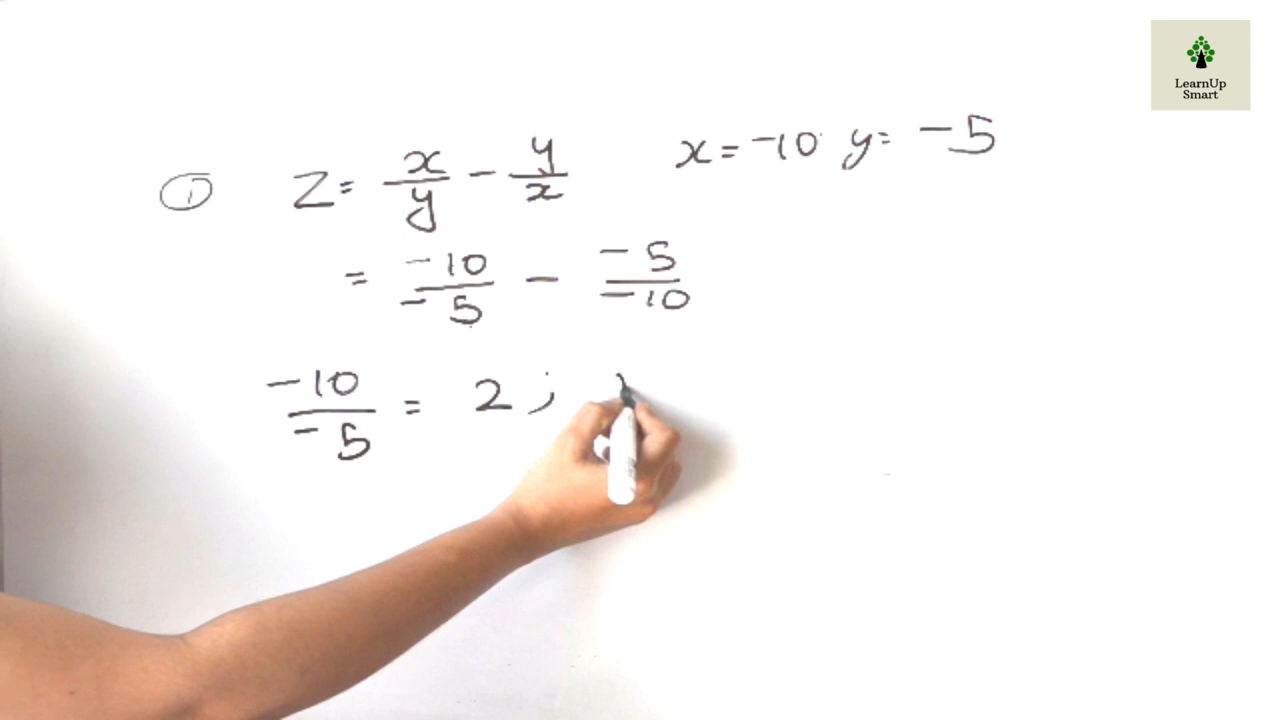 LearnUp
Smart
① Z = x/y - y/x x = -10 y = -5
= -10/-5 - -5/-10
-10/-5 = 2 ;